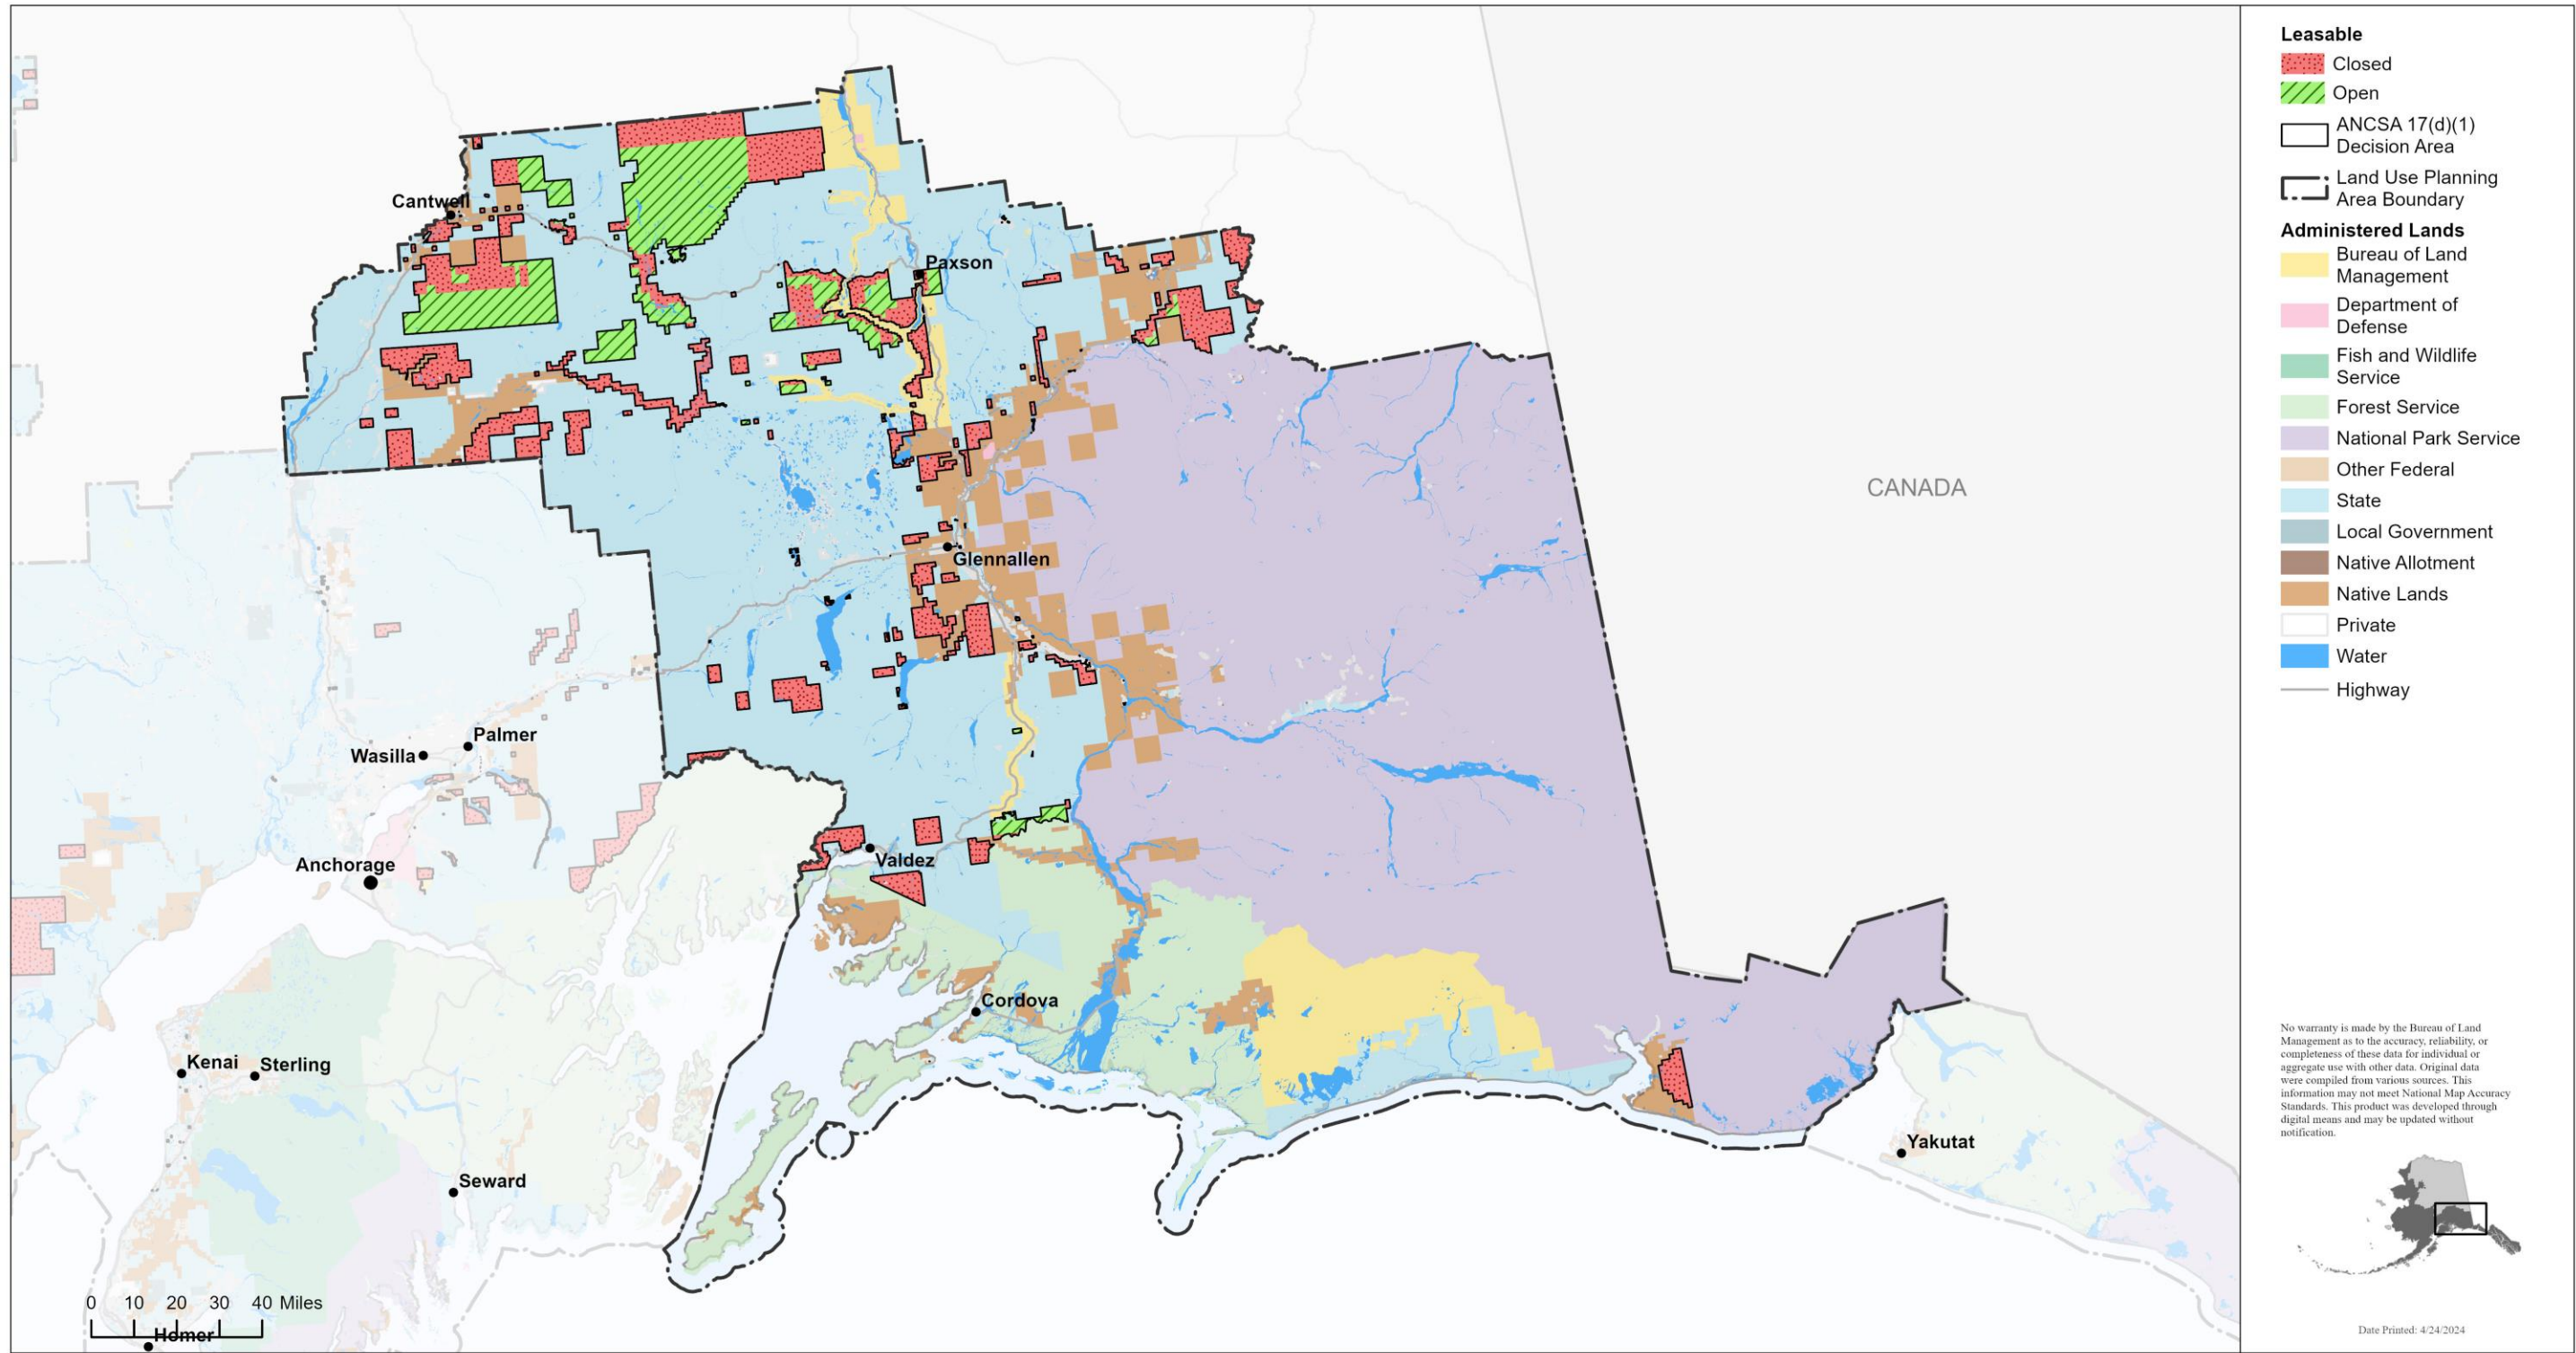 Cantwell
Paxson
CANADA
Glennallen
Palmer
Wasilla
Anchorage
Valdez
Cordova
Kenai
Sterling
Yakutat
Seward
0 10 20 30 40 Miles
Homer
Leasable
Closed
Open
ANCSA 17(d)(1)
Decision Area
Land Use Planning
Area Boundary
Administered Lands
Bureau of Land
Management
Department of
Defense
Fish and Wildlife
Service
Forest Service
National Park Service
Other Federal
State
Local Government
Native Allotment
Native Lands
Private
Water
Highway
No warranty is made by the Bureau of Land
Management as to the accuracy, reliability, or
completeness of these data for individual or
aggregate use with other data. Original data
were compiled from various sources. This
information may not meet National Map Accuracy
Standards. This product was developed through
digital means and may be updated without
notification.
Date Printed: 4/24/2024